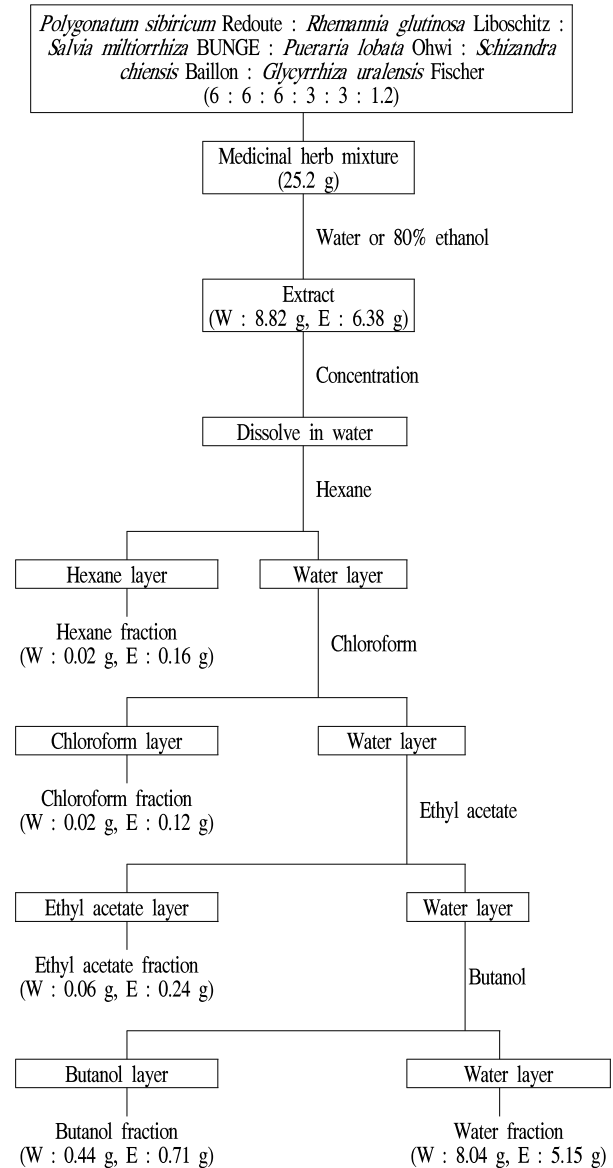 Polygonatum sibiricum Redoute : Rhemannia glutinosa Liboschitz :
Salvia miltiorrhiza BUNGE : Pueraria lobata Ohwi : Schizandra
chiensis Baillon : Glycyrrhiza uralensis Fischer
(6 : 6 : 6 : 3 : 3 : 1.2)
Medicinal herb mixture
(25.2 g)
Water or 80% ethanol
Extract
(W : 8.82 g, E : 6.38 g)
Concentration
Dissolve in water
Hexane
Hexane layer
Water layer
Hexane fraction
(W : 0.02 g, E : 0.16 g)
Chloroform
Chloroform layer
Water layer
Chloroform fraction
(W : 0.02 g, E : 0.12 g)
Ethyl acetate
Ethyl acetate layer
Water layer
Ethyl acetate fraction
(W : 0.06 g, E : 0.24 g)
Butanol
Butanol layer
Water layer
Butanol fraction
(W : 0.44 g, E : 0.71 g)
Water fraction
(W : 8.04 g, E : 5.15 g)